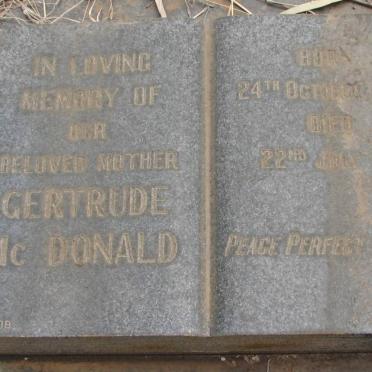 IN LOVING
MEMORY OF
OUR
BELOVED MOTHER
GERTRUDE
Mc DONALD
BORN
24TH OCTOBER
DIED
22ND
PEACE PERFECT